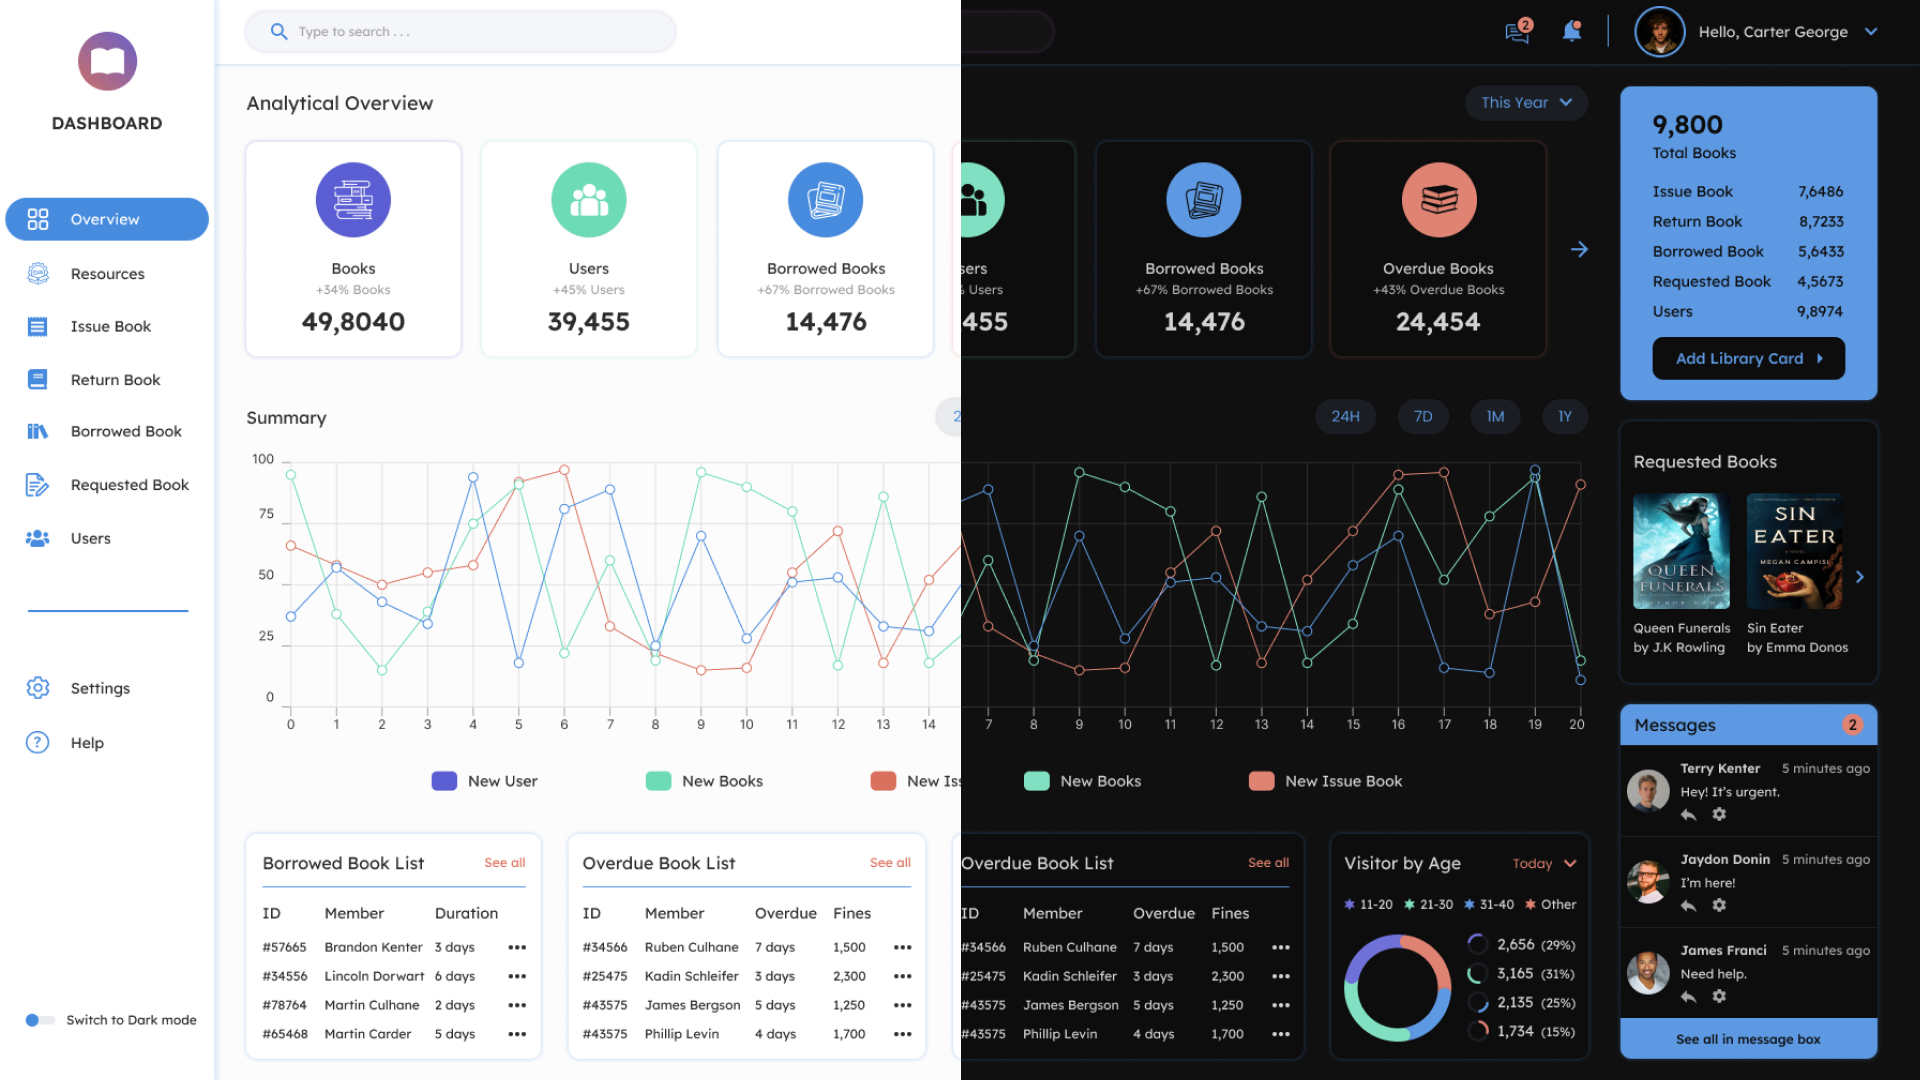 DASHBOARD
Overview
Resources
Issue Book
Return Book
Borrowed Book
Requested Book
Users
Settings
Help
Switch to Dark mode
Type to search . . .
2
Hello, Carter George
Analytical Overview
This Year
Books
+34% Books
49,8040
Users
+45% Users
39,455
Borrowed Books
+67% Borrowed Books
14,476
sers
% Users
455
Borrowed Books
+67% Borrowed Books
14,476
Overdue Books
+43% Overdue Books
24,454
Summary
2
24H 7D 1M 1Y
100
75
50
25
0
0 1 2 3 4 5 6 7 8 9 10 11 12 13 14
7 8 9 10 11 12 13 14 15 16 17 18 19 20
New User New Books New Is
New Books New Issue Book
Borrowed Book List See all
ID Member Duration
#57665 Brandon Kenter 3 days
#34556 Lincoln Dorwart 6 days
#78764 Martin Culhane 2 days
#65468 Martin Carder 5 days
Overdue Book List See all
ID Member Overdue Fines
#34566 Ruben Culhane 7 days 1,500
#25475 Kadin Schleifer 3 days 2,300
#43575 James Bergson 5 days 1,250
#43575 Phillip Levin 4 days 1,700
Overdue Book List See all
ID Member Overdue Fines
#34566 Ruben Culhane 7 days 1,500
#25475 Kadin Schleifer 3 days 2,300
#43575 James Bergson 5 days 1,250
#43575 Phillip Levin 4 days 1,700
Visitor by Age Today
11-20 21-30 31-40 Other
2,656 (29%)
3,165 (31%)
2,135 (25%)
1,734 (15%)
9,800
Total Books
Issue Book 7,6486
Return Book 8,7233
Borrowed Book 5,6433
Requested Book 4,5673
Users 9,8974
Add Library Card
Requested Books
QUEEN
FUNERALS
SIN
EATER
MEGAN CAMPISI
Queen Funerals
by J.K Rowling
Sin Eater
by Emma Donos
Messages 2
Terry Kenter 5 minutes ago
Hey! It's urgent.
Jaydon Donin 5 minutes ago
I'm here!
James Franci 5 minutes ago
Need help.
See all in message box